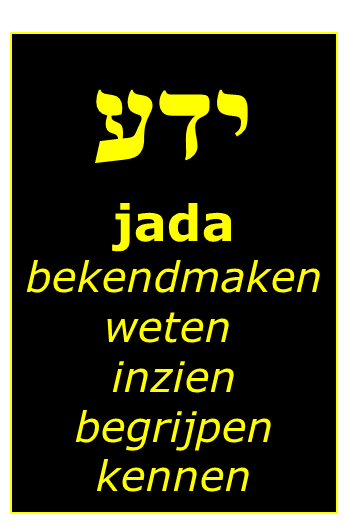 ידע
jada
bekendmaken
weten
inzien
begrijpen
kennen